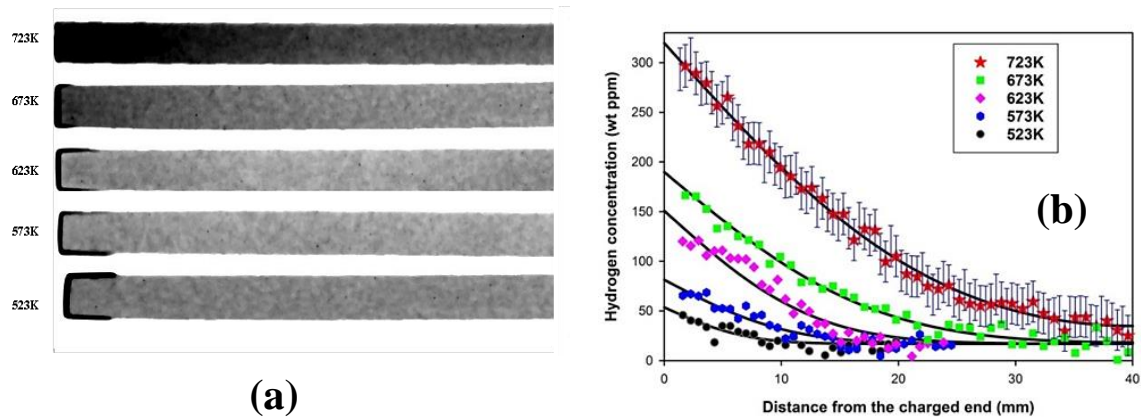 723K
673K
623K
573K
523K
(a)
Hydrogen concentration (wt ppm)
300
250
200
150
100
50
0
0 10 20 30 40
Distance from the charged end (mm)
723K
673K
623K
573K
523K
(b)